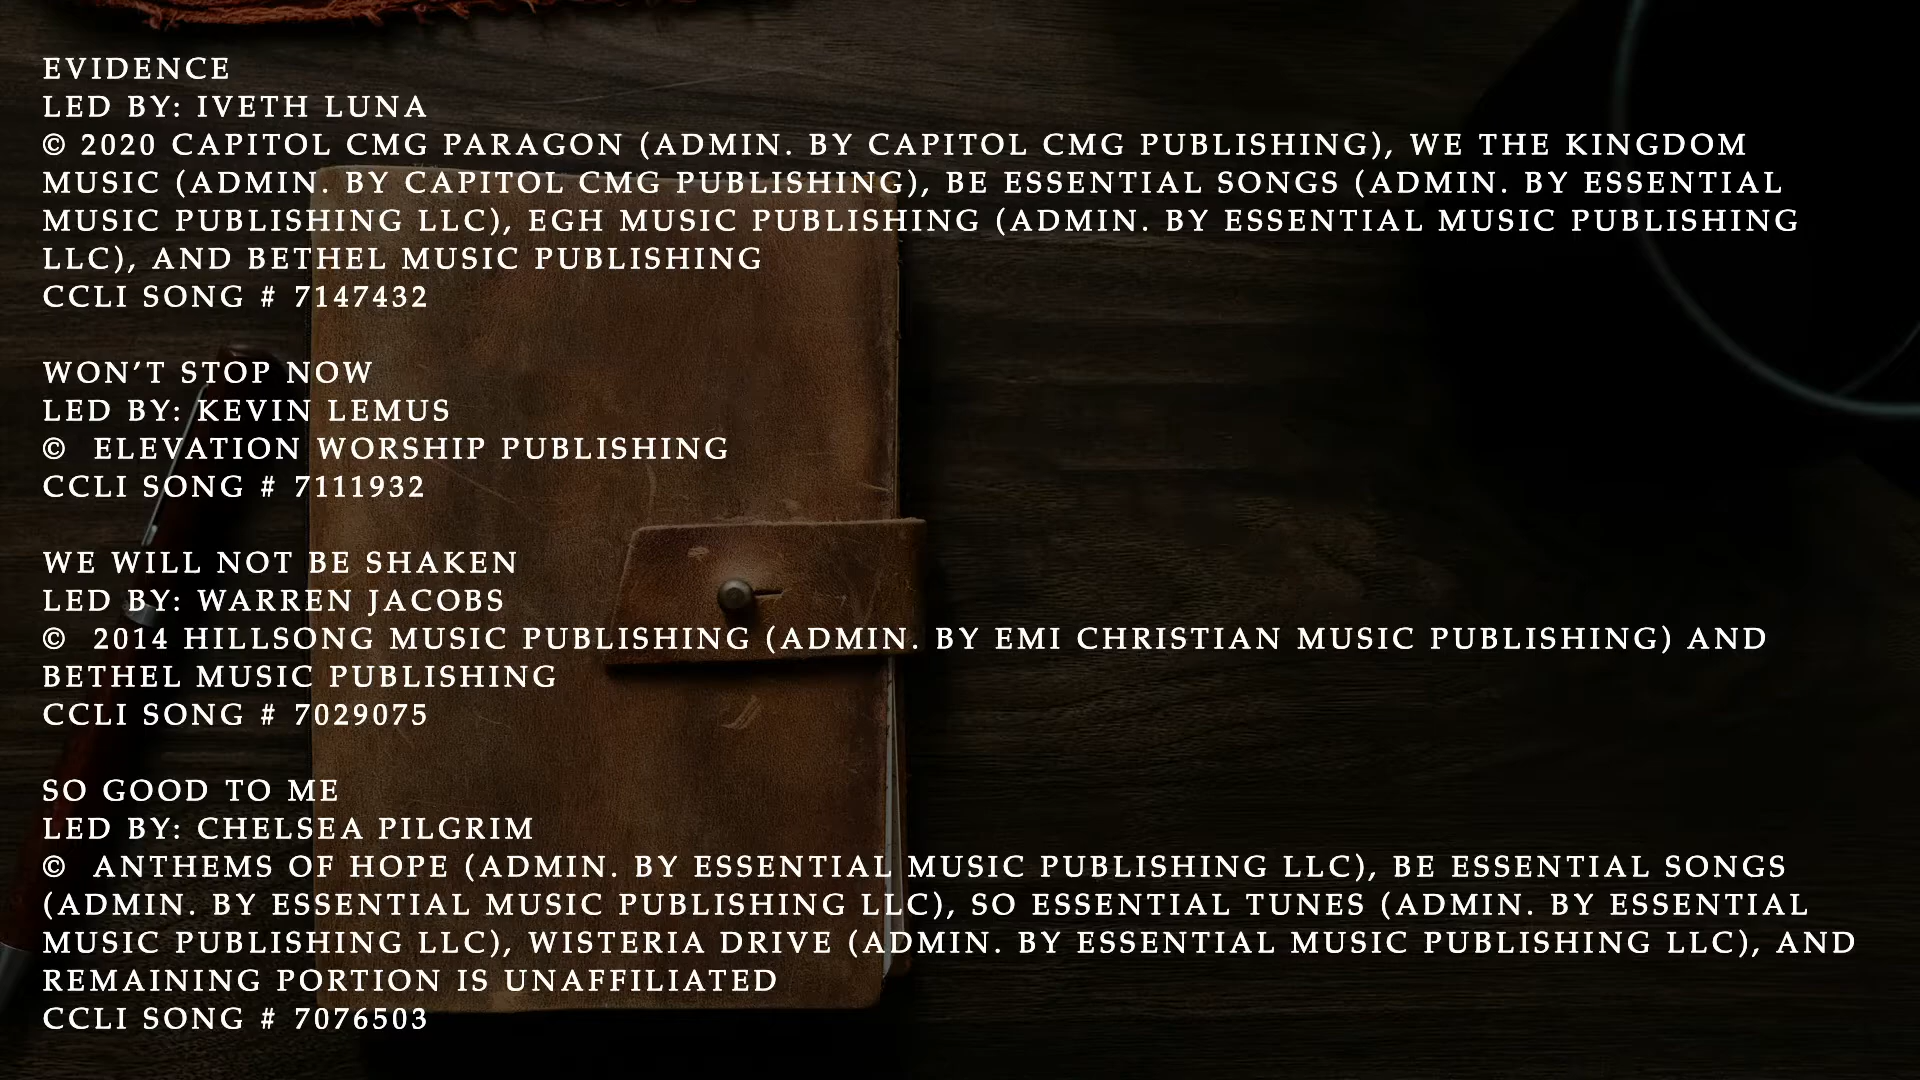 EVIDENCE
LED BY: IVETH LUNA
© 2020 CAPITOL CMG PARAGON (ADMIN. BY CAPITOL CMG PUBLISHING), WE THE KINGDOM
MUSIC (ADMIN. BY CAPITOL CMG PUBLISHING), BE ESSENTIAL SONGS (ADMIN. BY ESSENTIAL
MUSIC PUBLISHING LLC), EGH MUSIC PUBLISHING (ADMIN. BY ESSENTIAL MUSIC PUBLISHING
LLC), AND BETHEL MUSIC PUBLISHING
CCLI SONG # 7147432
WON’T STOP NOW
LED BY: KEVIN LEMUS
© ELEVATION WORSHIP PUBLISHING
CCLI SONG # 7111932
WE WILL NOT BE SHAKEN
LED BY: WARREN JACOBS
© 2014 HILLSONG MUSIC PUBLISHING (ADMIN. BY EMI CHRISTIAN MUSIC PUBLISHING) AND
BETHEL MUSIC PUBLISHING
CCLI SONG # 7029075
SO GOOD TO ME
LED BY: CHELSEA PILGRIM
© ANTHEMS OF HOPE (ADMIN. BY ESSENTIAL MUSIC PUBLISHING LLC), BE ESSENTIAL SONGS
(ADMIN. BY ESSENTIAL MUSIC PUBLISHING LLC), SO ESSENTIAL TUNES (ADMIN. BY ESSENTIAL
MUSIC PUBLISHING LLC), WISTERIA DRIVE (ADMIN. BY ESSENTIAL MUSIC PUBLISHING LLC), AND
REMAINING PORTION IS UNAFFILIATED
CCLI SONG # 7076503